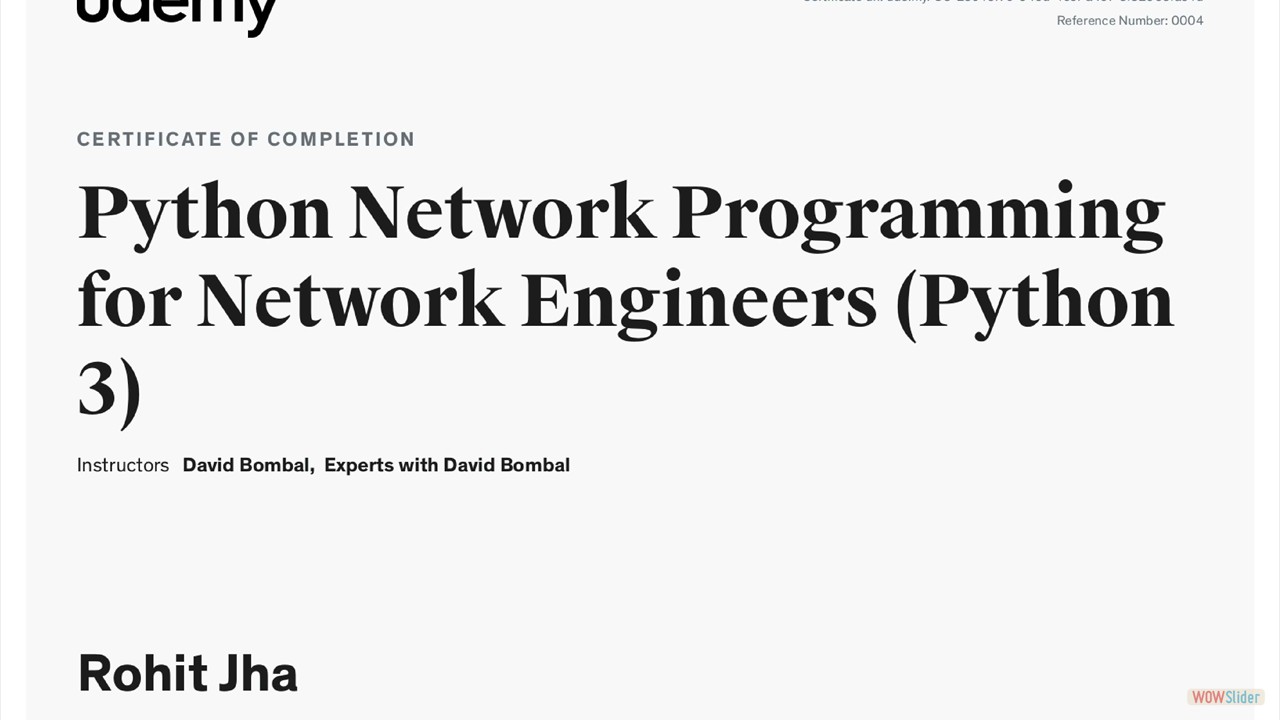 udemy
Reference Number: 0004
CERTIFICATE OF COMPLETION
Python Network Programming
for Network Engineers (Python
3)
Instructors David Bombal, Experts with David Bombal
Rohit Jha
WOWSlider